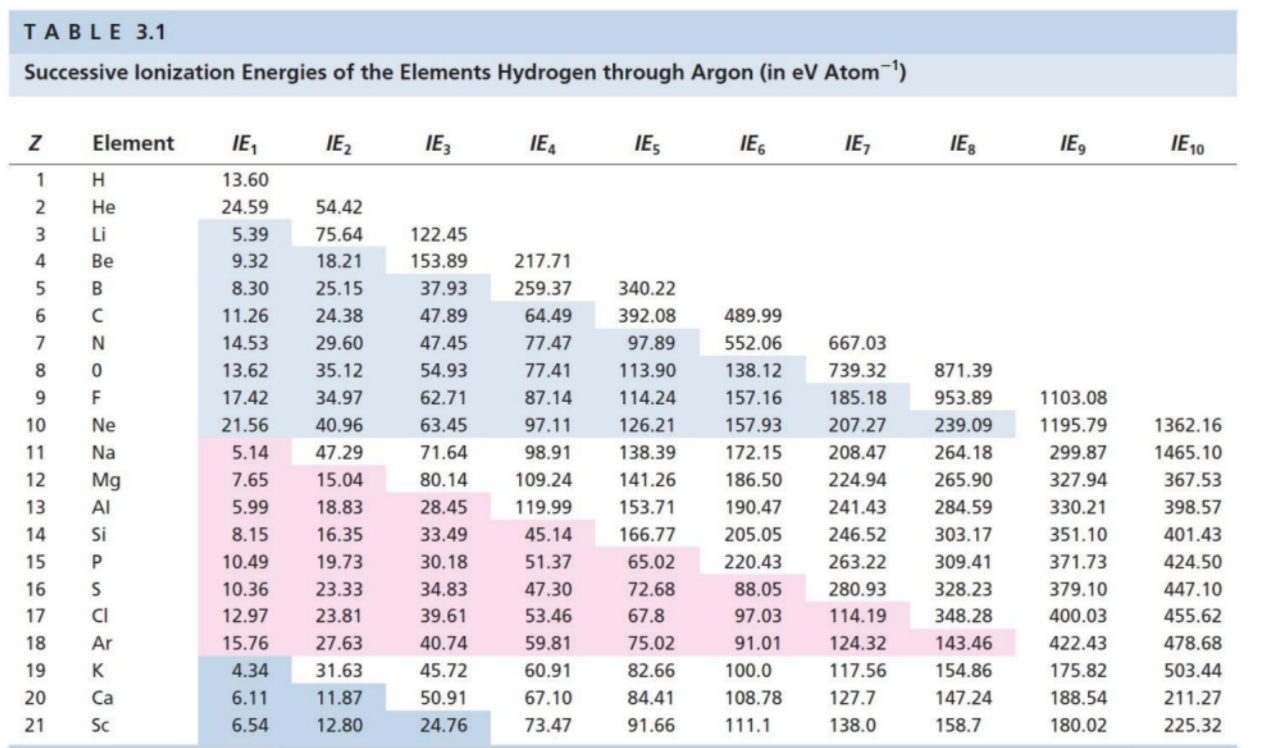 TABLE 3.1
Successive Ionization Energies of the Elements Hydrogen through Argon (in eV Atom⁻¹)
Z Element IE₁ IE₂ IE₃ IE₄ IE₅ IE₆ IE₇ IE₈ IE₉ IE₁₀
1 H 13.60
2 He 24.59 54.42
3 Li 5.39 75.64 122.45
4 Be 9.32 18.21 153.89 217.71
5 B 8.30 25.15 37.93 259.37 340.22
6 C 11.26 24.38 47.89 64.49 392.08 489.99
7 N 14.53 29.60 47.45 77.47 97.89 552.06 667.03
8 0 13.62 35.12 54.93 77.41 113.90 138.12 739.32 871.39
9 F 17.42 34.97 62.71 87.14 114.24 157.16 185.18 953.89 1103.08
10 Ne 21.56 40.96 63.45 97.11 126.21 157.93 207.27 239.09 1195.79 1362.16
11 Na 5.14 47.29 71.64 98.91 138.39 172.15 208.47 264.18 299.87 1465.10
12 Mg 7.65 15.04 80.14 109.24 141.26 186.50 224.94 265.90 327.94 367.53
13 Al 5.99 18.83 28.45 119.99 153.71 190.47 241.43 284.59 330.21 398.57
14 Si 8.15 16.35 33.49 45.14 166.77 205.05 246.52 303.17 351.10 401.43
15 P 10.49 19.73 30.18 51.37 65.02 220.43 263.22 309.41 371.73 424.50
16 S 10.36 23.33 34.83 47.30 72.68 88.05 280.93 328.23 379.10 447.10
17 Cl 12.97 23.81 39.61 53.46 67.8 97.03 114.19 348.28 400.03 455.62
18 Ar 15.76 27.63 40.74 59.81 75.02 91.01 124.32 143.46 422.43 478.68
19 K 4.34 31.63 45.72 60.91 82.66 100.0 117.56 154.86 175.82 503.44
20 Ca 6.11 11.87 50.91 67.10 84.41 108.78 127.7 147.24 188.54 211.27
21 Sc 6.54 12.80 24.76 73.47 91.66 111.1 138.0 158.7 180.02 225.32